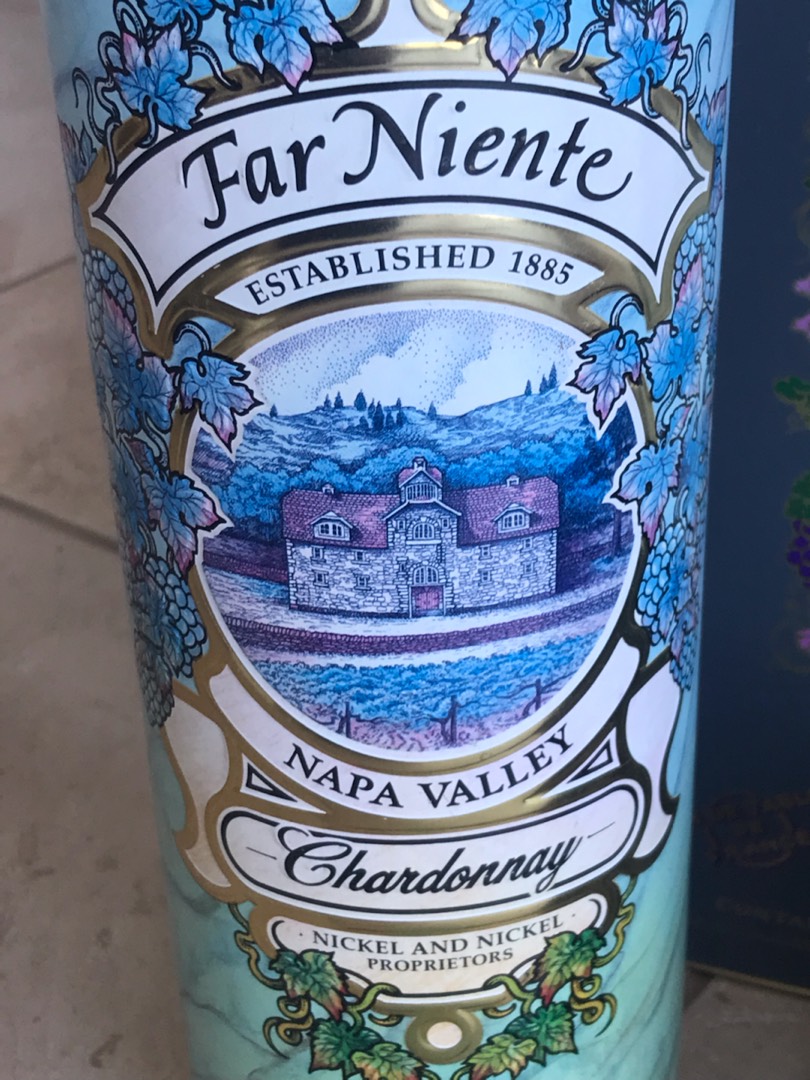 Far Niente
ESTABLISHED 1885
NAPA VALLEY
Chardonnay
· NICKEL AND NICKEL ·
PROPRIETORS